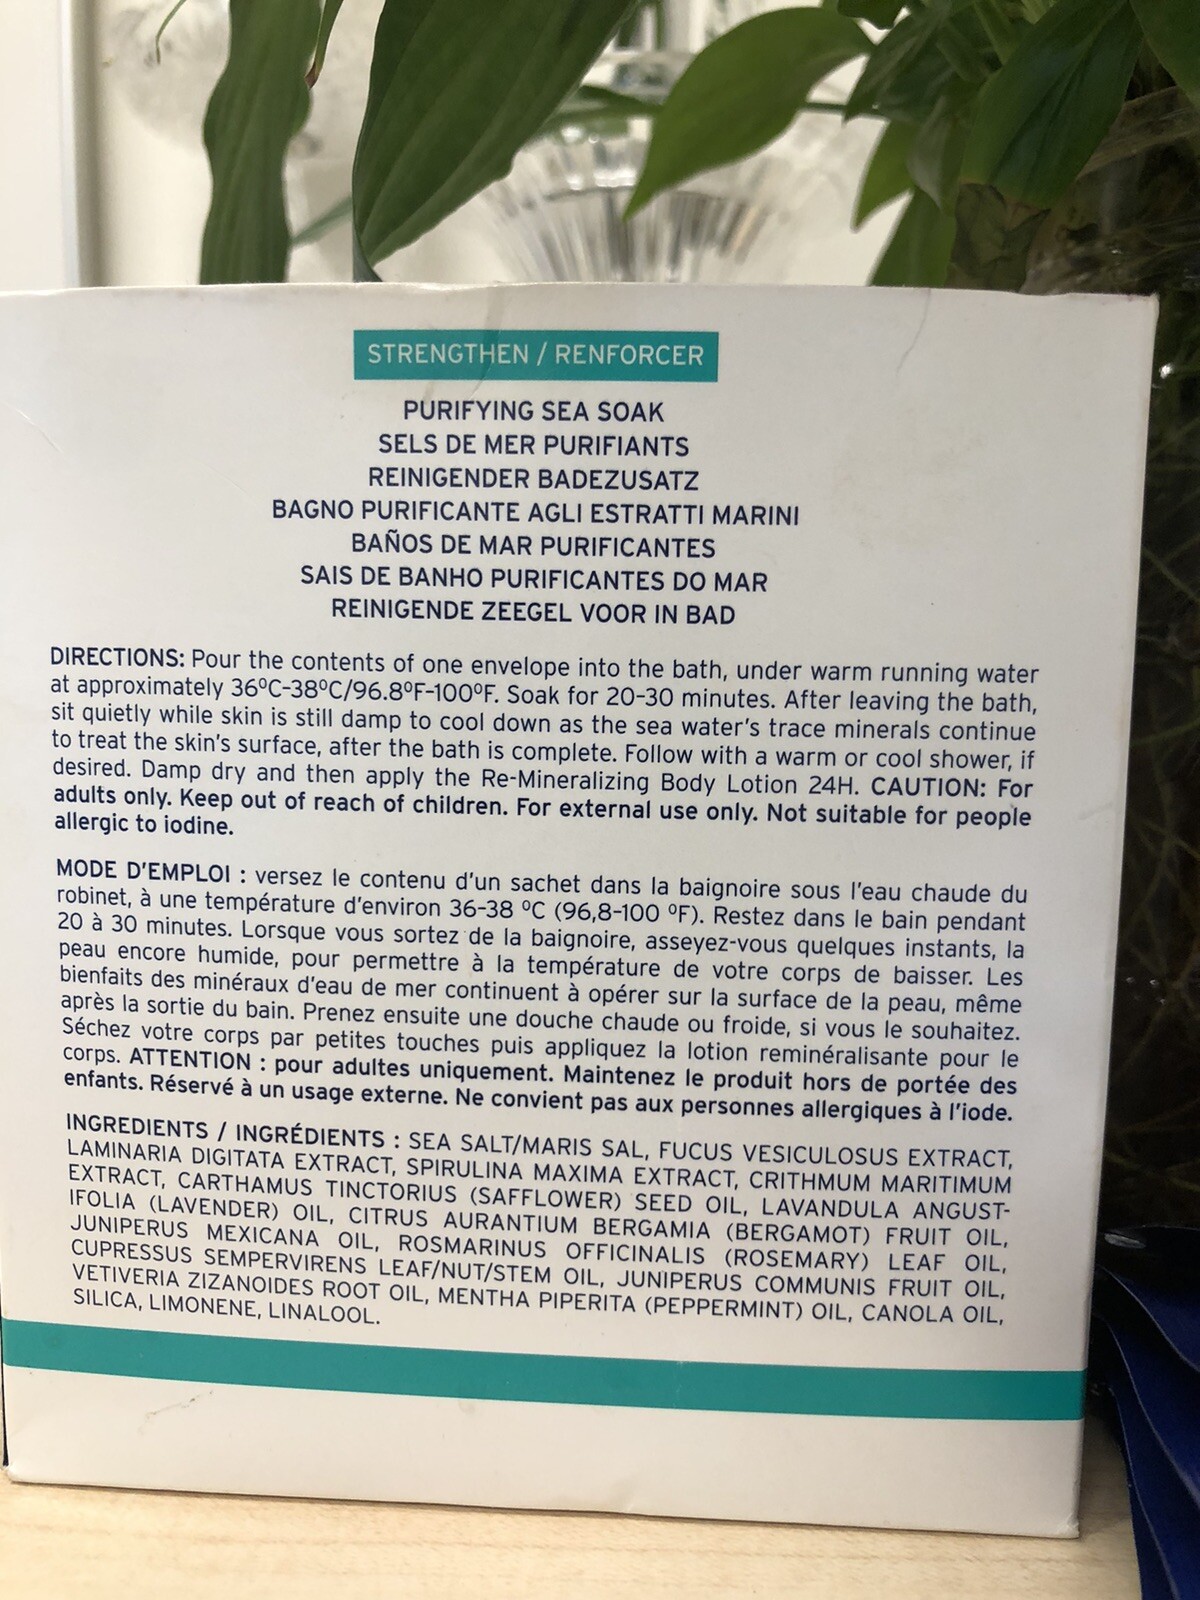 STRENGTHEN / RENFORCER
PURIFYING SEA SOAK
SELS DE MER PURIFIANTS
REINIGENDER BADEZUSATZ
BAGNO PURIFICANTE AGLI ESTRATTI MARINI
BAÑOS DE MAR PURIFICANTES
SAIS DE BANHO PURIFICANTES DO MAR
REINIGENDE ZEEGEL VOOR IN BAD
DIRECTIONS: Pour the contents of one envelope into the bath, under warm running water
at approximately 36ºC-38ºC/96.8ºF-100ºF. Soak for 20-30 minutes. After leaving the bath,
sit quietly while skin is still damp to cool down as the sea water's trace minerals continue
to treat the skin's surface, after the bath is complete. Follow with a warm or cool shower, if
desired. Damp dry and then apply the Re-Mineralizing Body Lotion 24H. CAUTION: For
adults only. Keep out of reach of children. For external use only. Not suitable for people
allergic to iodine.
MODE D'EMPLOI : versez le contenu d'un sachet dans la baignoire sous l'eau chaude du
robinet, à une température d'environ 36-38 ºC (96,8-100 ºF). Restez dans le bain pendant
20 à 30 minutes. Lorsque vous sortez de la baignoire, asseyez-vous quelques instants, la
peau encore humide, pour permettre à la température de votre corps de baisser. Les
bienfaits des minéraux d'eau de mer continuent à opérer sur la surface de la peau, même
après la sortie du bain. Prenez ensuite une douche chaude ou froide, si vous le souhaitez.
Séchez votre corps par petites touches puis appliquez la lotion reminéralisante pour le
corps. ATTENTION : pour adultes uniquement. Maintenez le produit hors de portée des
enfants. Réservé à un usage externe. Ne convient pas aux personnes allergiques à l'iode.
INGREDIENTS / INGRÉDIENTS : SEA SALT/MARIS SAL, FUCUS VESICULOSUS EXTRACT,
LAMINARIA DIGITATA EXTRACT, SPIRULINA MAXIMA EXTRACT, CRITHMUM MARITIMUM
EXTRACT, CARTHAMUS TINCTORIUS (SAFFLOWER) SEED OIL, LAVANDULA ANGUST-
IFOLIA (LAVENDER) OIL, CITRUS AURANTIUM BERGAMIA (BERGAMOT) FRUIT OIL,
JUNIPERUS MEXICANA OIL, ROSMARINUS OFFICINALIS (ROSEMARY) LEAF OIL,
CUPRESSUS SEMPERVIRENS LEAF/NUT/STEM OIL, JUNIPERUS COMMUNIS FRUIT OIL,
VETIVERIA ZIZANOIDES ROOT OIL, MENTHA PIPERITA (PEPPERMINT) OIL, CANOLA OIL,
SILICA, LIMONENE, LINALOOL.